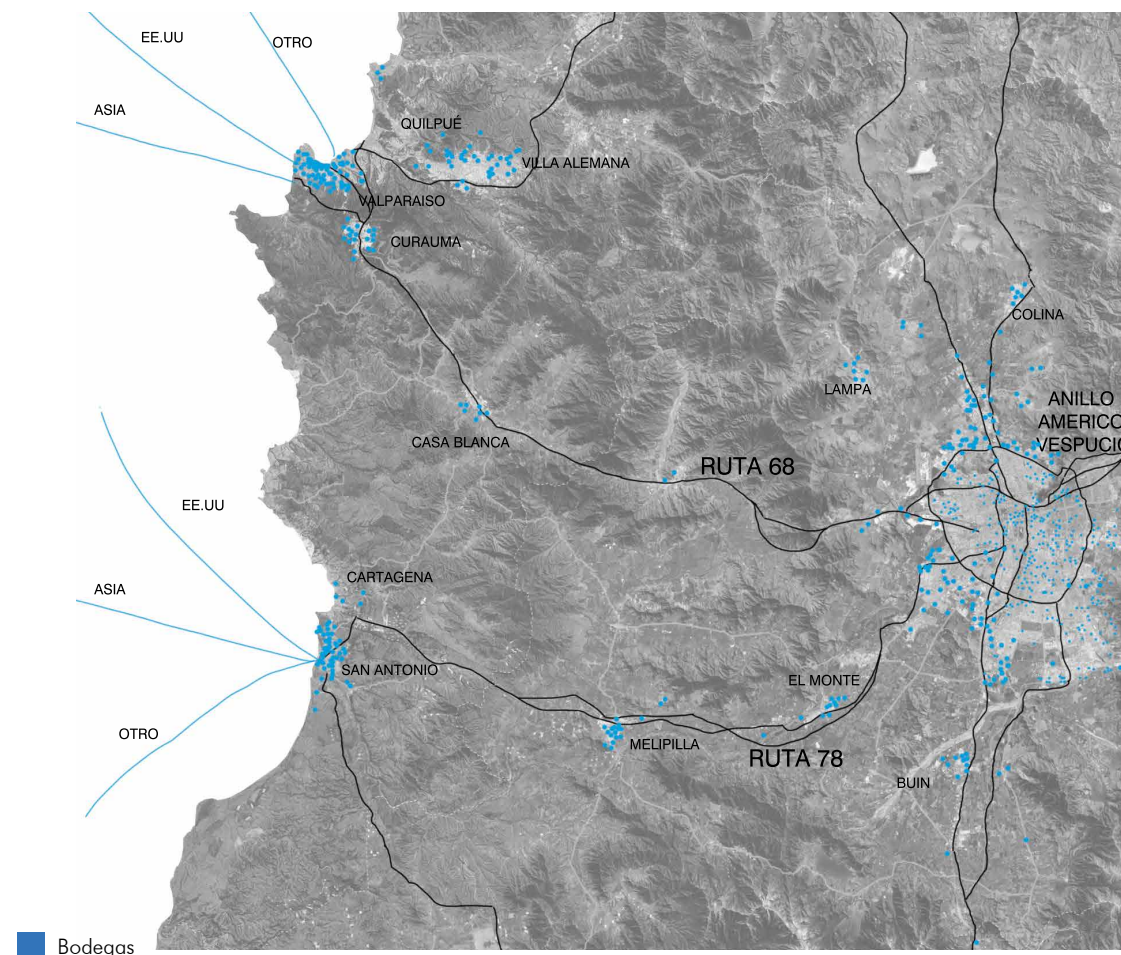 EE.UU
OTRO
ASIA
QUILPUÉ
VILLA ALEMANA
VALPARAISO
CURAUMA
COLINA
LAMPA
ANILLO
AMERICO
VESPUCIO
CASA BLANCA
RUTA 68
EE.UU
CARTAGENA
ASIA
SAN ANTONIO
EL MONTE
OTRO
MELIPILLA
RUTA 78
BUIN
Bodegas